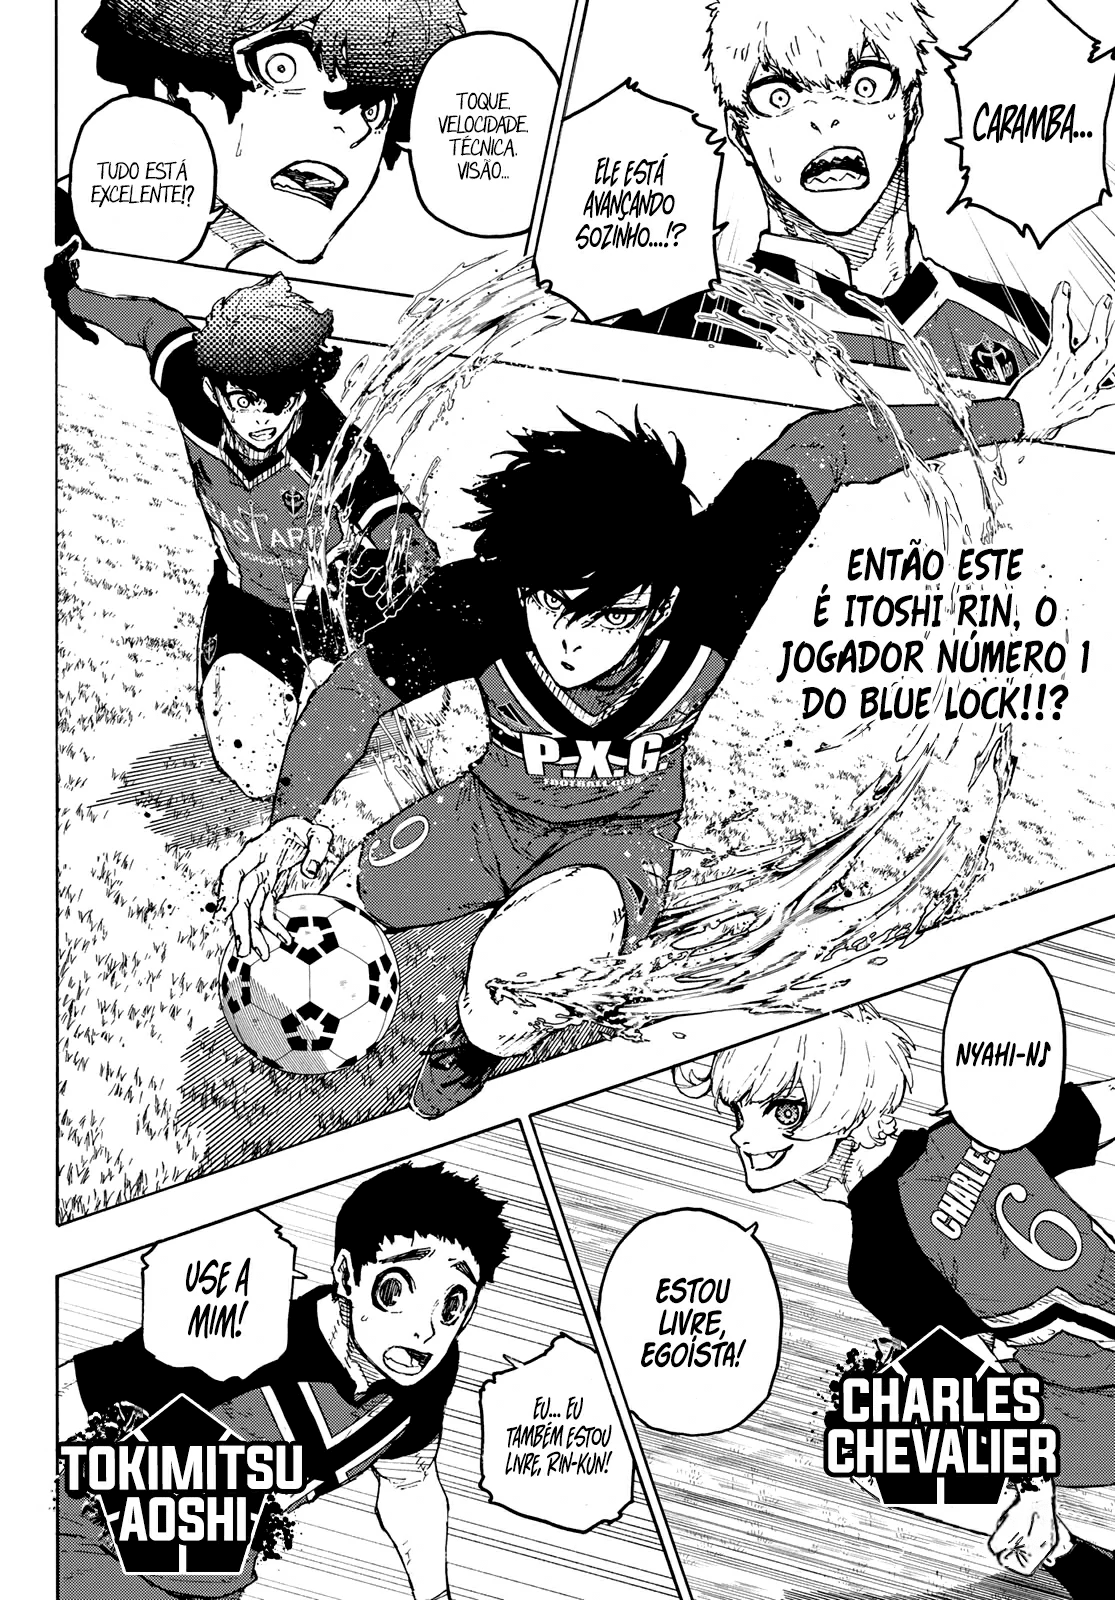 CARAMBA...
ELE ESTÁ
AVANÇANDO
SOZINHO...!?
TOQUE.
VELOCIDADE.
TÉCNICA.
VISÃO...
TUDO ESTÁ
EXCELENTE!?
ENTÃO ESTE
É ITOSHI RIN, O
JOGADOR NÚMERO 1
DO BLUE LOCK!!?
P.X.G.
FOOTBALL CLUB
9
NYAHI-N♪
CHARLES
6
ESTOU
LIVRE,
EGOÍSTA!
CHARLES
CHEVALIER
USE A
MIM!
EU... EU
TAMBÉM ESTOU
LIVRE, RIN-KUN!
TOKIMITSU
AOSHI